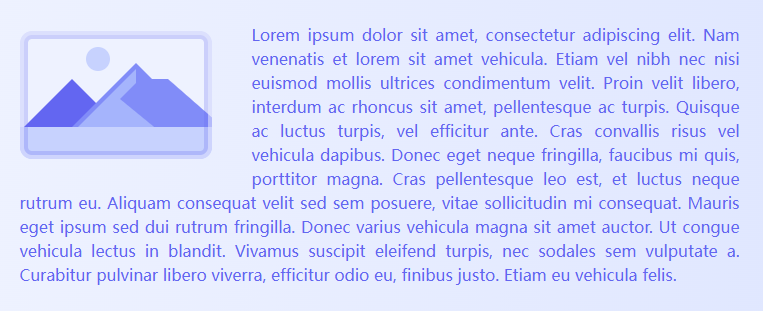 Lorem ipsum dolor sit amet, consectetur adipiscing elit. Nam
venenatis et lorem sit amet vehicula. Etiam vel nibh nec nisi
euismod mollis ultrices condimentum velit. Proin velit libero,
interdum ac rhoncus sit amet, pellentesque ac turpis. Quisque
ac luctus turpis, vel efficitur ante. Cras convallis risus vel
vehicula dapibus. Donec eget neque fringilla, faucibus mi quis,
porttitor magna. Cras pellentesque leo est, et luctus neque
rutrum eu. Aliquam consequat velit sed sem posuere, vitae sollicitudin mi consequat. Mauris
eget ipsum sed dui rutrum fringilla. Donec varius vehicula magna sit amet auctor. Ut congue
vehicula lectus in blandit. Vivamus suscipit eleifend turpis, nec sodales sem vulputate a.
Curabitur pulvinar libero viverra, efficitur odio eu, finibus justo. Etiam eu vehicula felis.